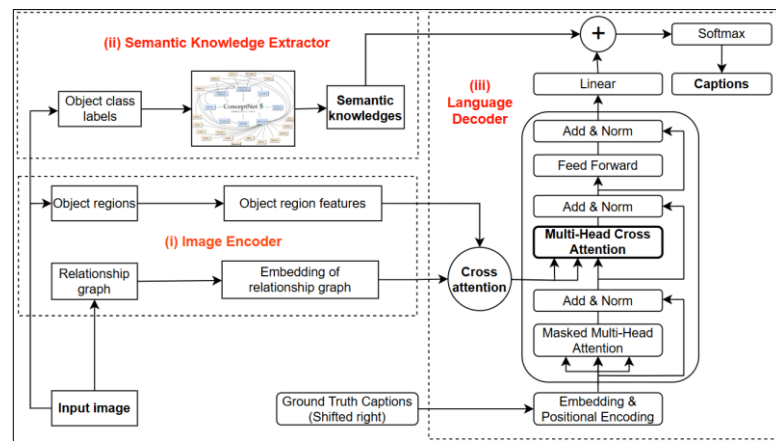 (ii) Semantic Knowledge Extractor
Object class
labels
ConceptNet 5
Semantic
knowledges
+
Softmax
Captions
(iii)
Language
Decoder
Linear
Add & Norm
Feed Forward
Add & Norm
Multi-Head Cross
Attention
Add & Norm
Masked Multi-Head
Attention
Embedding &
Positional Encoding
Object regions
Object region features
(i) Image Encoder
Relationship
graph
Embedding of
relationship graph
Cross
attention
Input image
Ground Truth Captions
(Shifted right)